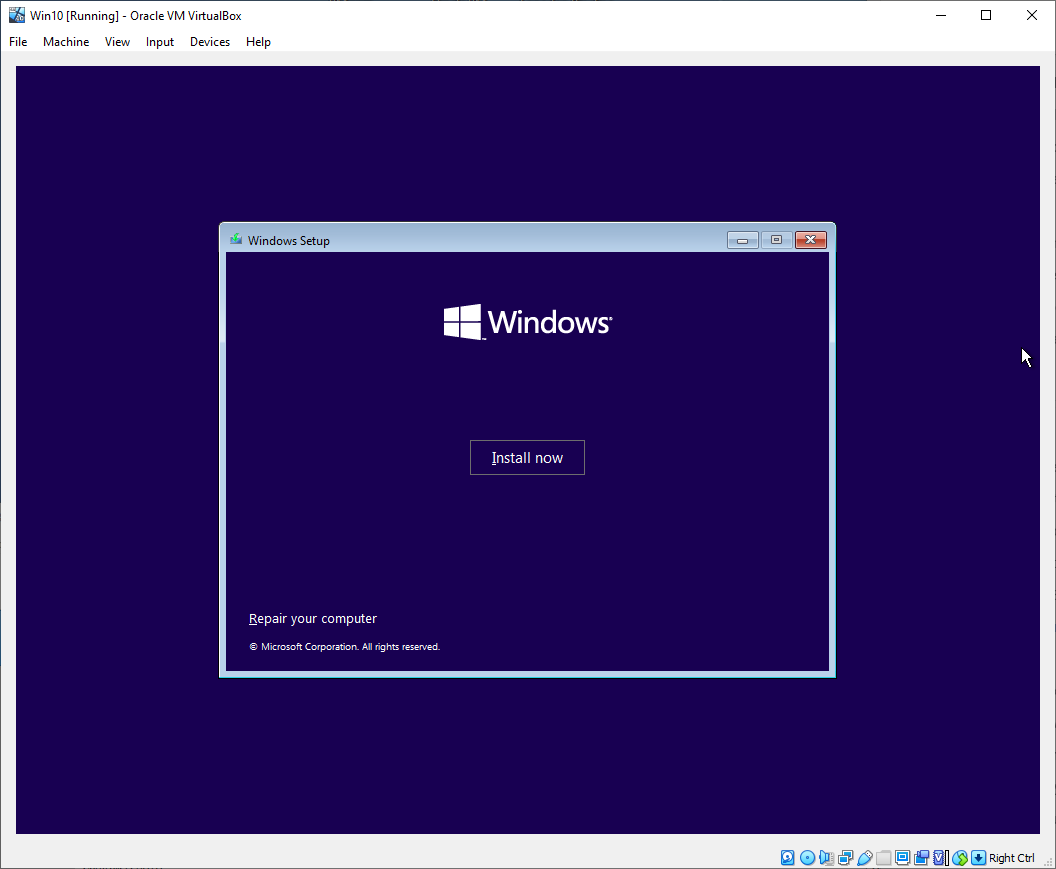 Win10 [Running] - Oracle VM VirtualBox
File Machine View Input Devices Help
Windows Setup
Windows
Install now
Repair your computer
© Microsoft Corporation. All rights reserved.
Right Ctrl